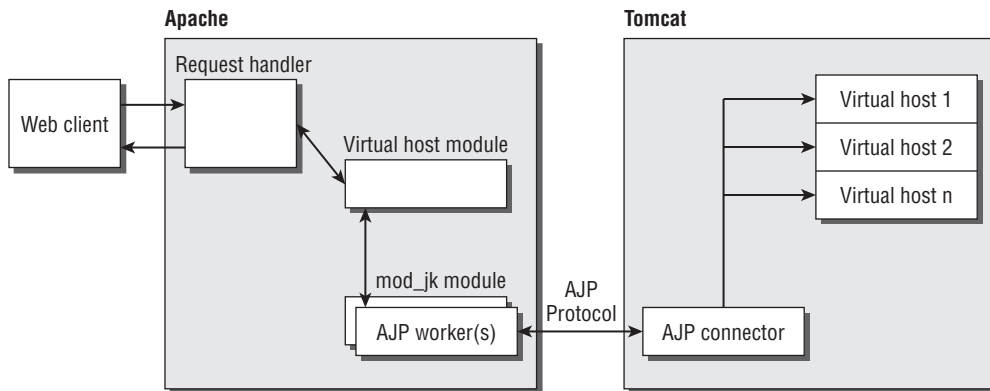 Apache
Tomcat
Request handler
Web client
Virtual host 1
Virtual host 2
Virtual host n
Virtual host module
mod_jk module
AJP worker(s)
AJP
Protocol
AJP connector